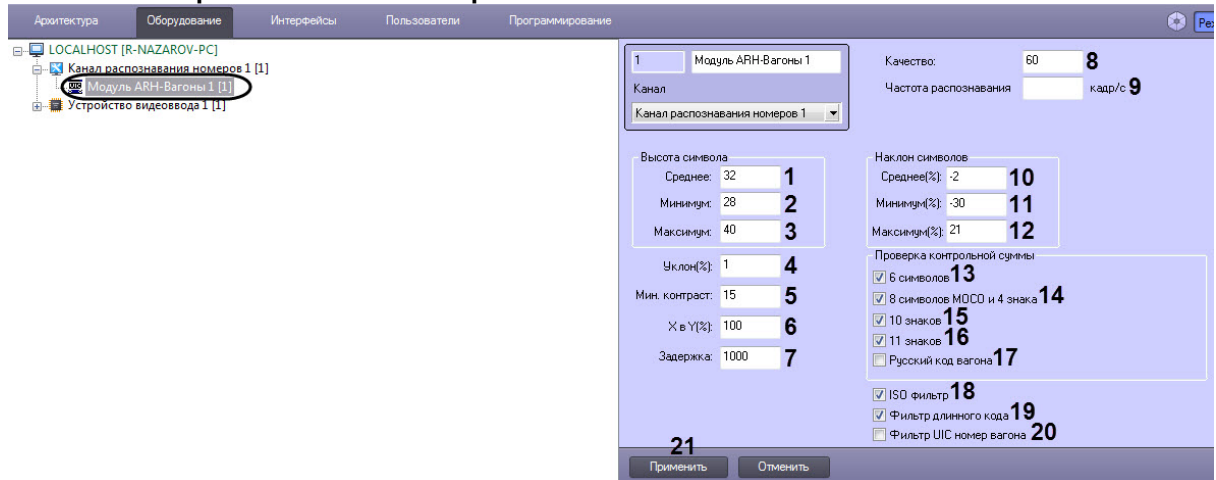 Архитектура Оборудование Интерфейсы Пользователи Программирование
LOCALHOST [R-NAZAROV-PC]
Канал распознавания номеров 1 [1]
Модуль ARH-Вагоны 1 [1]
Устройство видеоввода 1 [1]
1 Модуль ARH-Вагоны 1
Канал
Канал распознавания номеров 1
Качество: 60 8
Частота распознавания кадр/с 9
Высота символа
Среднее: 32 1
Минимум: 28 2
Максимум: 40 3
Уклон(%): 1 4
Мин. контраст: 15 5
X в Y(%): 100 6
Задержка: 1000 7
Наклон символов
Среднее(%): -2 10
Минимум(%): -30 11
Максимум(%): 21 12
Проверка контрольной суммы
6 символов 13
8 символов МОСО и 4 знака 14
10 знаков 15
11 знаков 16
Русский код вагона 17
ISO фильтр 18
Фильтр длинного кода 19
Фильтр UIC номер вагона 20
21
Применить Отменить